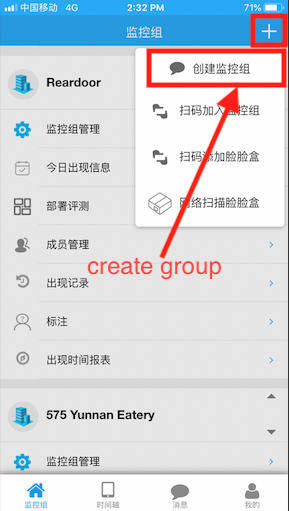 中国移动 4G 2:32 PM 71%
监控组
创建监控组
Reardoor
扫码加入监控组
监控组管理
扫码添加脸脸盒
今日出现信息
网络扫描脸脸盒
部署评测
成员管理
create group
出现记录
标注
出现时间报表
575 Yunnan Eatery
监控组管理
监控组 时间轴 消息 我的